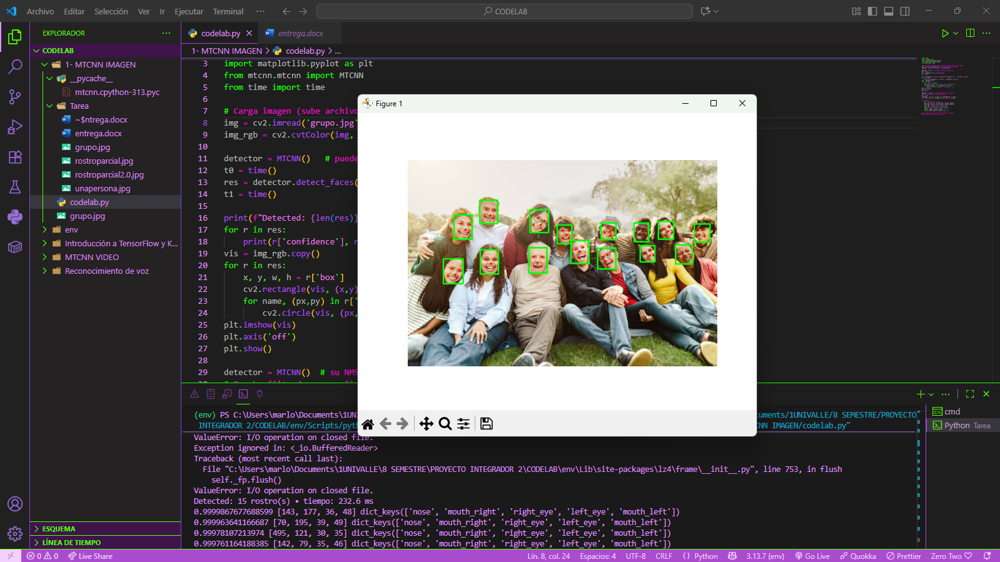 Archivo Editar Selección Ver Ir Ejecutar Terminal ··· CODELAB
EXPLORADOR ···
CODELAB
1- MTCNN IMAGEN
__pycache__
mtcnn.cpython-313.pyc
Tarea
~$ntrega.docx
entrega.docx
grupo.jpg
rostroparcial.jpg
rostroparcial2.0.jpg
unapersona.jpg
codelab.py
grupo.jpg
env
Introducción a TensorFlow y K...
MTCNN VIDEO
Reconocimiento de voz
ESQUEMA
LÍNEA DE TIEMPO
codelab.py entrega.docx
1- MTCNN IMAGEN > codelab.py > ...
3 import matplotlib.pyplot as plt
4 from mtcnn.mtcnn import MTCNN
5 from time import time
6
7 # Carga imagen (sube archivo
8 img = cv2.imread('grupo.jpg'
9 img_rgb = cv2.cvtColor(img,
10
11 detector = MTCNN() # puede
12 t0 = time()
13 res = detector.detect_faces(
14 t1 = time()
15
16 print(f"Detected: {len(res)}
17 for r in res:
18 print(r['confidence'], r
19 vis = img_rgb.copy()
20 for r in res:
21 x, y, w, h = r['box']
22 cv2.rectangle(vis, (x,y)
23 for name, (px,py) in r['
24 cv2.circle(vis, (px,
25 plt.imshow(vis)
26 plt.axis('off')
27 plt.show()
28
29 detector = MTCNN() # su NMS
Figure 1
(env) PS C:\Users\marlo\Documents\1UNI
cuments/1UNIVALLE/8 SEMESTRE/PROYECTO
INTEGRADOR 2/CODELAB/env/Scripts/pyth
CNN IMAGEN/codelab.py"
ValueError: I/O operation on closed file.
Exception ignored in: <_io.BufferedReader>
Traceback (most recent call last):
File "C:\Users\marlo\Documents\1UNIVALLE\8 SEMESTRE\PROYECTO INTEGRADOR 2\CODELAB\env\Lib\site-packages\lz4\frame\__init__.py", line 753, in flush
self._fp.flush()
ValueError: I/O operation on closed file.
Detected: 15 rostro(s) • tiempo: 232.6 ms
0.9999867677688599 [143, 177, 36, 48] dict_keys(['nose', 'mouth_right', 'right_eye', 'left_eye', 'mouth_left'])
0.999963641166687 [70, 195, 39, 49] dict_keys(['nose', 'mouth_right', 'right_eye', 'left_eye', 'mouth_left'])
0.99978107213974 [495, 121, 30, 35] dict_keys(['nose', 'mouth_right', 'right_eye', 'left_eye', 'mouth_left'])
0.999761164188385 [142, 79, 35, 46] dict_keys(['nose', 'mouth_right', 'right_eye', 'left_eye', 'mouth_left'])
cmd
Python Tarea
0 0 Live Share Lín. 8, col. 24 Espacios: 4 UTF-8 CRLF {} Python 3.13.7 (env) Go Live Quokka Prettier Zero Two ♡